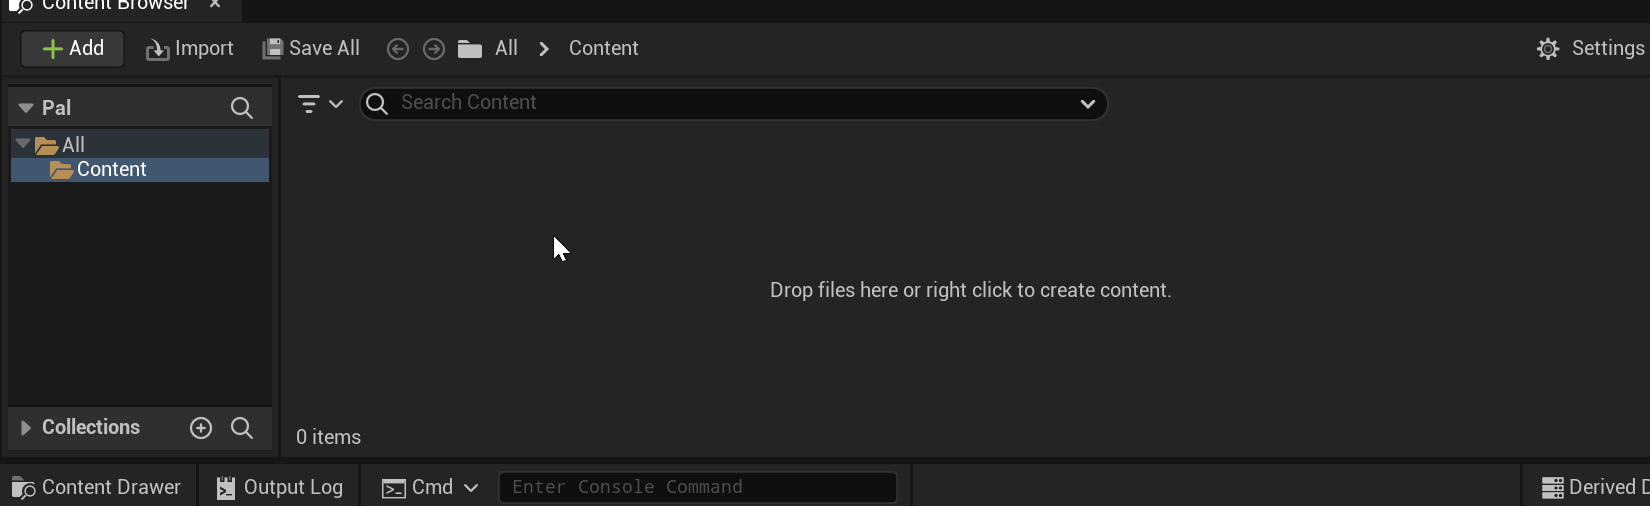 Content Browser
Add Import Save All All Content Settings
Pal
Search Content
All
Content
Drop files here or right click to create content.
Collections
0 items
Content Drawer Output Log Cmd Enter Console Command Derived D